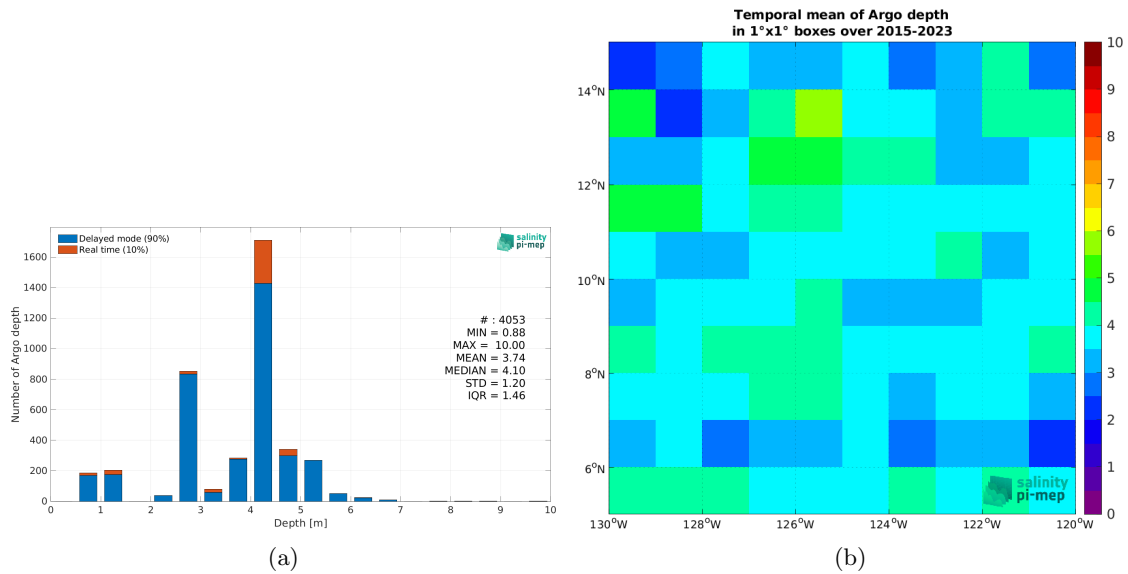 Delayed mode (90%)
Real time (10%)
salinity
pi-mep
# : 4053
MIN = 0.88
MAX = 10.00
MEAN = 3.74
MEDIAN = 4.10
STD = 1.20
IQR = 1.46
Number of Argo depth
1600
1400
1200
1000
800
600
400
200
0
0 1 2 3 4 5 6 7 8 9 10
Depth [m]
(a)
Temporal mean of Argo depth
in 1°x1° boxes over 2015-2023
14°N
12°N
10°N
8°N
6°N
130°W 128°W 126°W 124°W 122°W 120°W
salinity
pi-mep
10
9
8
7
6
5
4
3
2
1
0
(b)